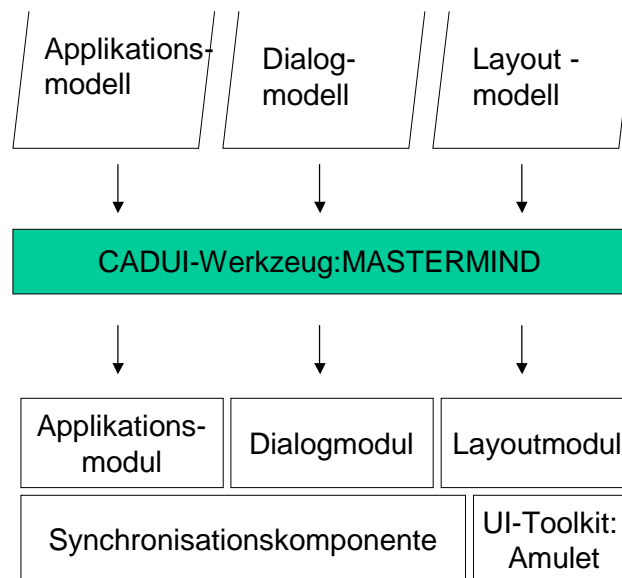 Applikations-
modell
Dialog-
modell
Layout -
modell
CADUI-Werkzeug:MASTERMIND
Applikations-
modul
Dialogmodul
Layoutmodul
Synchronisationskomponente
UI-Toolkit:
Amulet